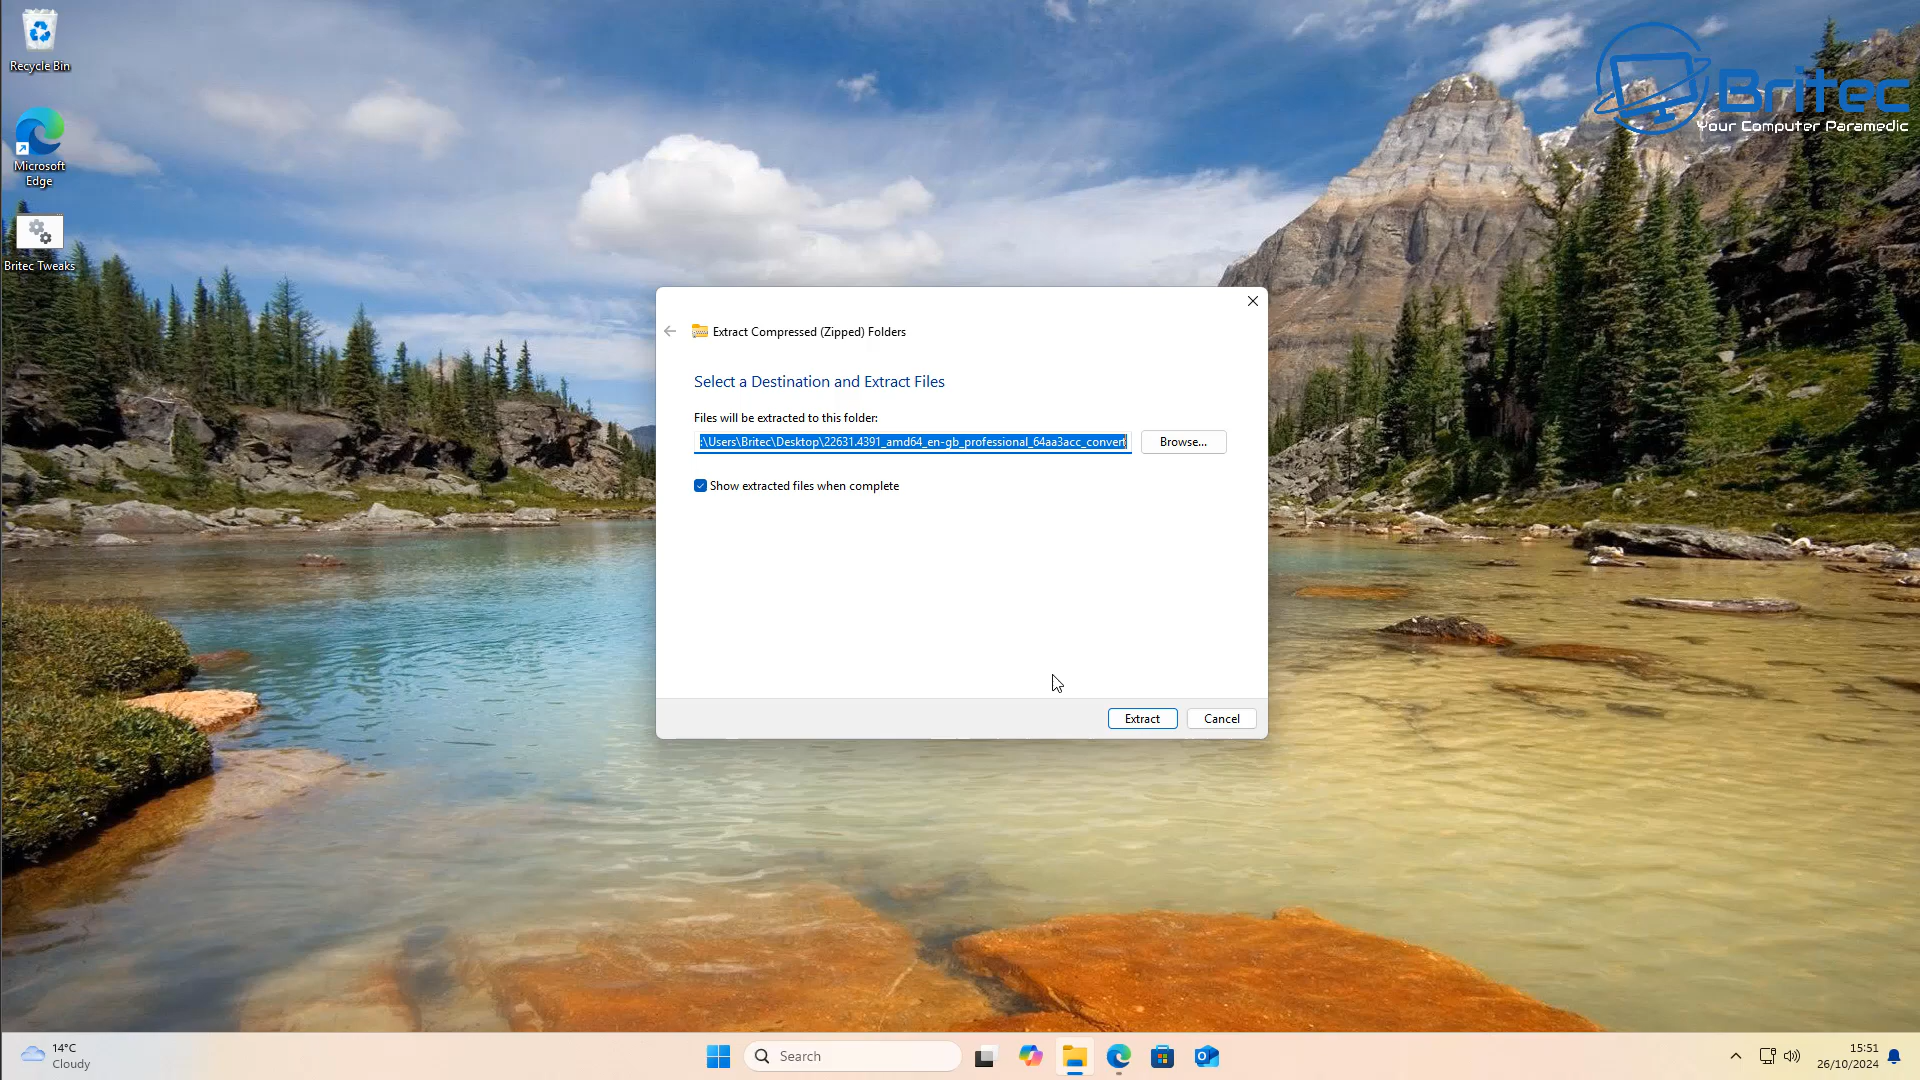 Recycle Bin
Microsoft
Edge
Britec Tweaks
Britec
Your Computer Paramedic
Extract Compressed (Zipped) Folders
Select a Destination and Extract Files
Files will be extracted to this folder:
:\Users\Britec\Desktop\22631.4391_amd64_en-gb_professional_64aa3acc_convert
Browse...
Show extracted files when complete
Extract
Cancel
14°C
Cloudy
Search
15:51
26/10/2024